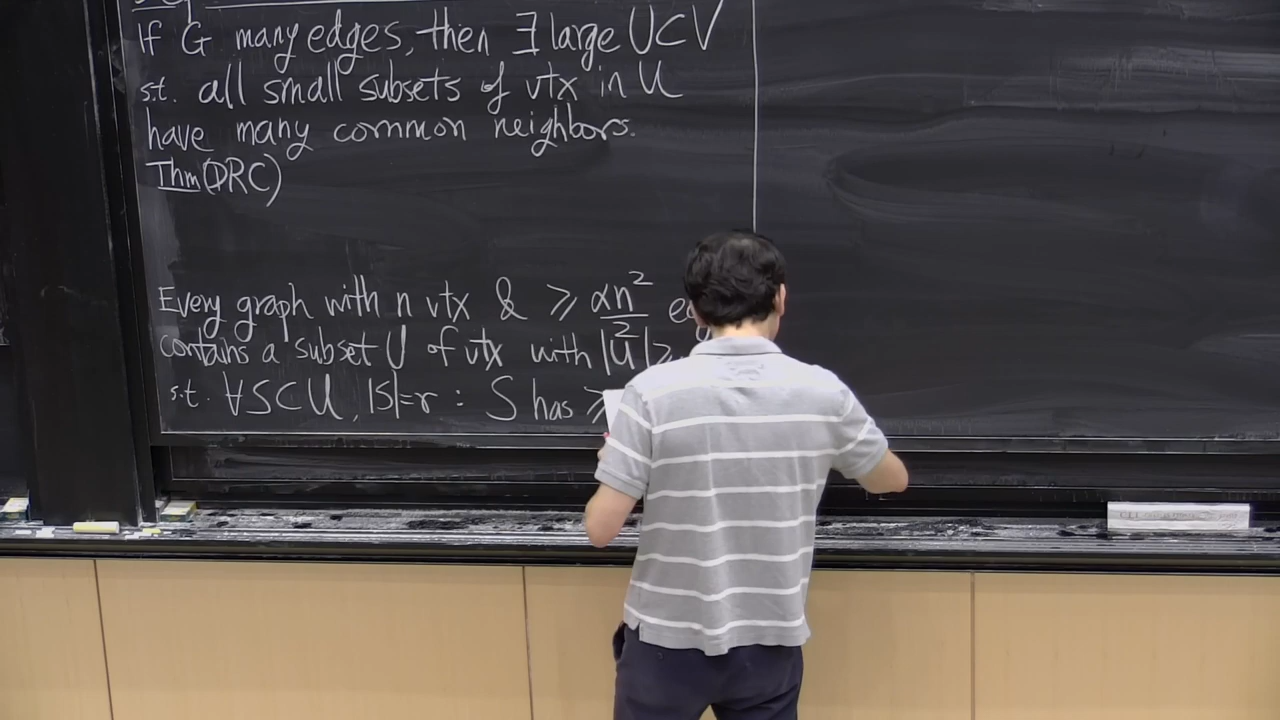 If G many edges, then ∃ large U⊂V
s.t. all small subsets of vtx in U
have many common neighbors.
Thm (DRC)
Every graph with n vtx & ⩾ αn²/2
contains a subset U of vtx with |U| ⩾
s.t. ∀S⊂U, |S|=r : S has ⩾